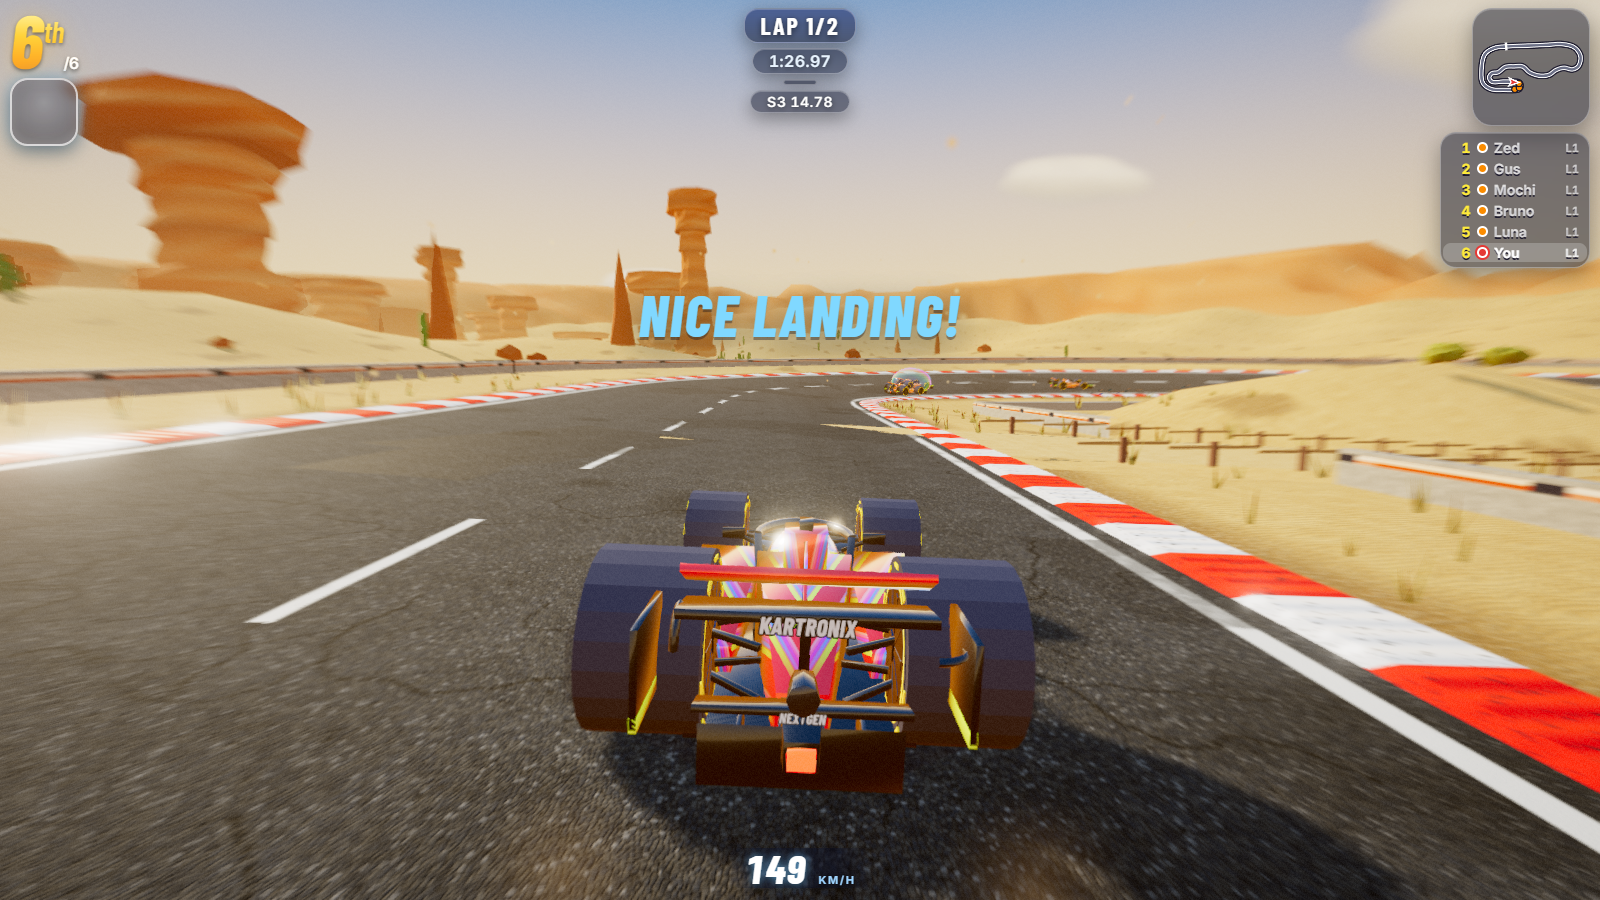 6th
/6
LAP 1/2
1:26.97
S3 14.78
1 Zed L1
2 Gus L1
3 Mochi L1
4 Bruno L1
5 Luna L1
6 You L1
NICE LANDING!
KARTRONIX
NEXTGEN
149 KM/H